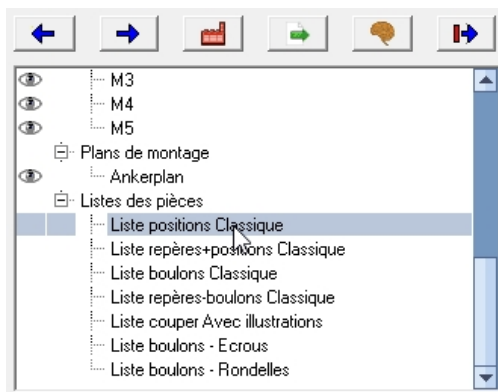 M3
M4
M5
Plans de montage
Ankerplan
Listes des pièces
Liste positions Classique
Liste repères+positions Classique
Liste boulons Classique
Liste repères-boulons Classique
Liste couper Avec illustrations
Liste boulons - Ecrous
Liste boulons - Rondelles